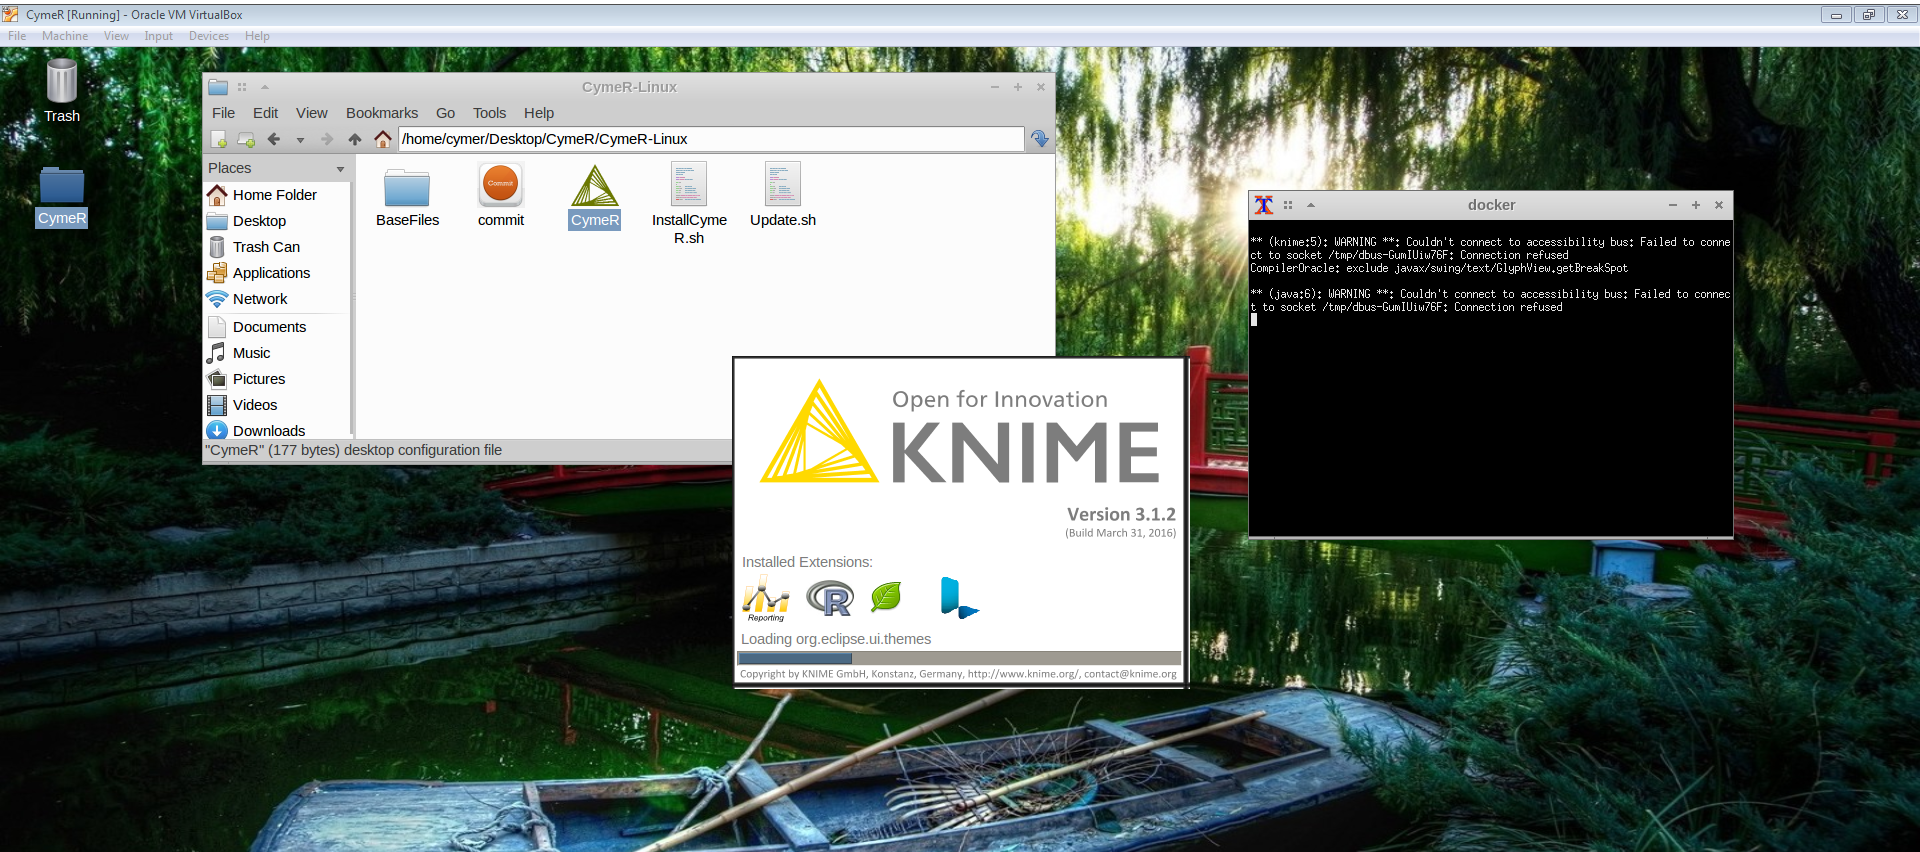 CymeR [Running] - Oracle VM VirtualBox
File Machine View Input Devices Help
Trash
CymeR
CymeR-Linux
File Edit View Bookmarks Go Tools Help
/home/cymer/Desktop/CymeR/CymeR-Linux
Places
Home Folder
Desktop
Trash Can
Applications
Network
Documents
Music
Pictures
Videos
Downloads
BaseFiles
Commit
commit
CymeR
InstallCyme
R.sh
Update.sh
"CymeR" (177 bytes) desktop configuration file
docker
** (knime:5): WARNING **: Couldn't connect to accessibility bus: Failed to conne
ct to socket /tmp/dbus-GumIUiw76F: Connection refused
CompilerOracle: exclude javax/swing/text/GlyphView.getBreakSpot
** (java:6): WARNING **: Couldn't connect to accessibility bus: Failed to connec
t to socket /tmp/dbus-GumIUiw76F: Connection refused
Open for Innovation
KNIME
Version 3.1.2
(Build March 31, 2016)
Installed Extensions:
Reporting
R
Loading org.eclipse.ui.themes
Copyright by KNIME GmbH, Konstanz, Germany, http://www.knime.org/, contact@knime.org